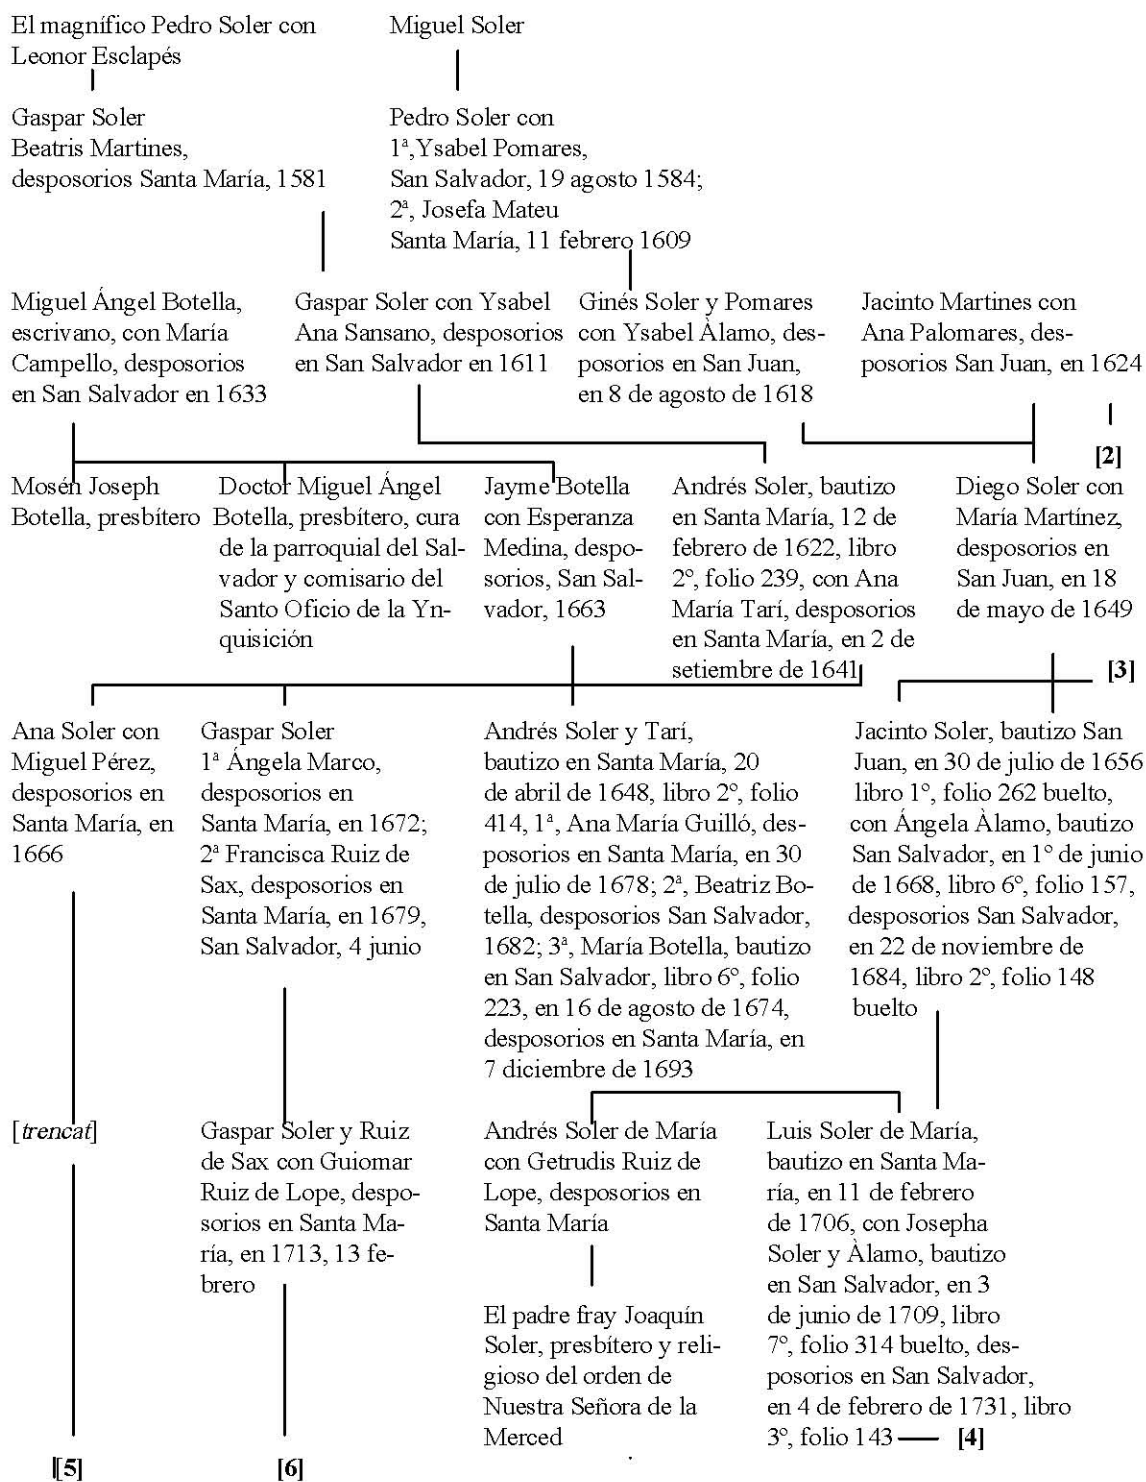 El magnífico Pedro Soler con
Leonor Esclapés
Miguel Soler
Gaspar Soler
Beatris Martines,
desposorios Santa María, 1581
Pedro Soler con
1ª,Ysabel Pomares,
San Salvador, 19 agosto 1584;
2ª, Josefa Mateu
Santa María, 11 febrero 1609
Miguel Ángel Botella,
escrivano, con María
Campello, desposorios
en San Salvador en 1633
Gaspar Soler con Ysabel
Ana Sansano, desposorios
en San Salvador en 1611
Ginés Soler y Pomares
con Ysabel Àlamo, des-
posorios en San Juan,
en 8 de agosto de 1618
Jacinto Martines con
Ana Palomares, des-
posorios San Juan, en 1624
[2]
Mosén Joseph
Botella, presbítero
Doctor Miguel Ángel
Botella, presbítero, cura
de la parroquial del Sal-
vador y comisario del
Santo Oficio de la Yn-
quisición
Jayme Botella
con Esperanza
Medina, despo-
sorios, San Sal-
vador, 1663
Andrés Soler, bautizo
en Santa María, 12 de
febrero de 1622, libro
2º, folio 239, con Ana
María Tarí, desposorios
en Santa María, en 2 de
setiembre de 1641
Diego Soler con
María Martínez,
desposorios en
San Juan, en 18
de mayo de 1649
[3]
Ana Soler con
Miguel Pérez,
desposorios en
Santa María, en
1666
Gaspar Soler
1ª Ángela Marco,
desposorios en
Santa María, en 1672;
2ª Francisca Ruiz de
Sax, desposorios en
Santa María, en 1679,
San Salvador, 4 junio
Andrés Soler y Tarí,
bautizo en Santa María, 20
de abril de 1648, libro 2º, folio
414, 1ª, Ana María Guilló, des-
posorios en Santa María, en 30
de julio de 1678; 2ª, Beatriz Bo-
tella, desposorios San Salvador,
1682; 3ª, María Botella, bautizo
en San Salvador, libro 6º, folio
223, en 16 de agosto de 1674,
desposorios en Santa María, en
7 diciembre de 1693
Jacinto Soler, bautizo San
Juan, en 30 de julio de 1656
libro 1º, folio 262 buelto,
con Ángela Àlamo, bautizo
San Salvador, en 1º de junio
de 1668, libro 6º, folio 157,
desposorios San Salvador,
en 22 de noviembre de
1684, libro 2º, folio 148
buelto
[trencat]
Gaspar Soler y Ruiz
de Sax con Guiomar
Ruiz de Lope, despo-
sorios en Santa Ma-
ría, en 1713, 13 fe-
brero
Andrés Soler de María
con Getrudis Ruiz de
Lope, desposorios en
Santa María
El padre fray Joaquín
Soler, presbítero y reli-
gioso del orden de
Nuestra Señora de la
Merced
Luis Soler de María,
bautizo en Santa Ma-
ría, en 11 de febrero
de 1706, con Josepha
Soler y Àlamo, bautizo
en San Salvador, en 3
de junio de 1709, libro
7º, folio 314 buelto, des-
posorios en San Salvador,
en 4 de febrero de 1731, libro
3º, folio 143 [4]
[5]
[6]